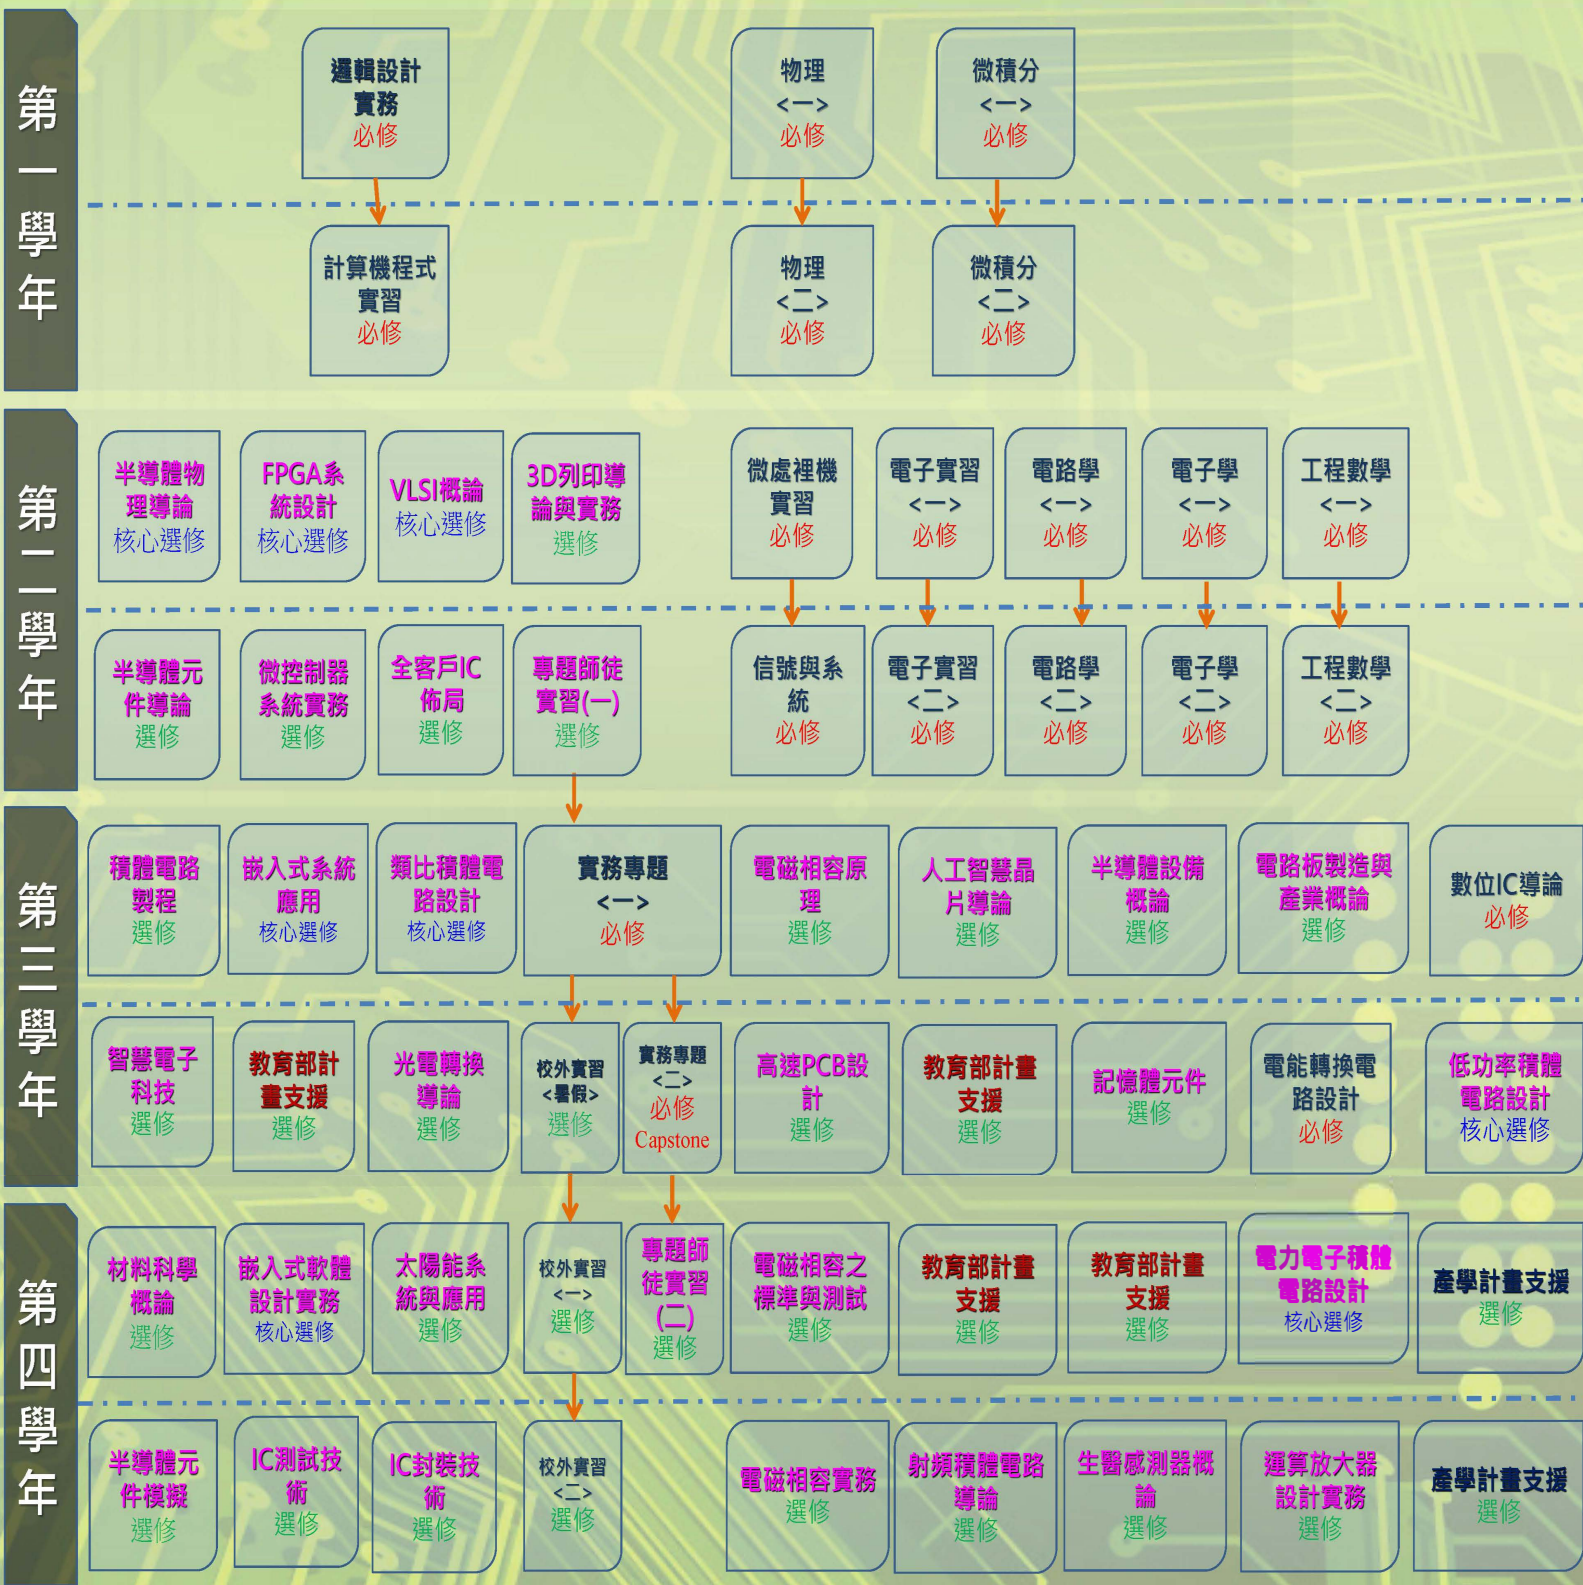 第一學年
邏輯設計
實務
必修
物理
<一>
必修
微積分
<一>
必修
計算機程式
實習
必修
物理
<二>
必修
微積分
<二>
必修
第二學年
半導體物
理導論
核心選修
FPGA系
統設計
核心選修
VLSI概論
核心選修
3D列印導
論與實務
選修
微處裡機
實習
必修
電子實習
<一>
必修
電路學
<一>
必修
電子學
<一>
必修
工程數學
<一>
必修
半導體元
件導論
選修
微控制器
系統實務
選修
全客戶IC
佈局
選修
專題師徒
實習(一)
選修
信號與系
統
必修
電子實習
<二>
必修
電路學
<二>
必修
電子學
<二>
必修
工程數學
<二>
必修
第三學年
積體電路
製程
選修
嵌入式系統
應用
核心選修
類比積體電
路設計
核心選修
實務專題
<一>
必修
電磁相容原
理
選修
人工智慧晶
片導論
選修
半導體設備
概論
選修
電路板製造與
產業概論
選修
數位IC導論
必修
智慧電子
科技
選修
教育部計
畫支援
選修
光電轉換
導論
選修
校外實習
<暑假>
選修
實務專題
<二>
必修
Capstone
高速PCB設
計
選修
教育部計畫
支援
選修
記憶體元件
選修
電能轉換電
路設計
必修
低功率積體
電路設計
核心選修
第四學年
材料科學
概論
選修
嵌入式軟體
設計實務
核心選修
太陽能系
統與應用
選修
校外實習
<一>
選修
專題師
徒實習
(二)
選修
電磁相容之
標準與測試
選修
教育部計畫
支援
選修
教育部計畫
支援
選修
電力電子積體
電路設計
核心選修
產學計畫支援
選修
半導體元
件模擬
選修
IC測試技
術
選修
IC封裝技
術
選修
校外實習
<二>
選修
電磁相容實務
選修
射頻積體電路
導論
選修
生醫感測器概
論
選修
運算放大器
設計實務
選修
產學計畫支援
選修